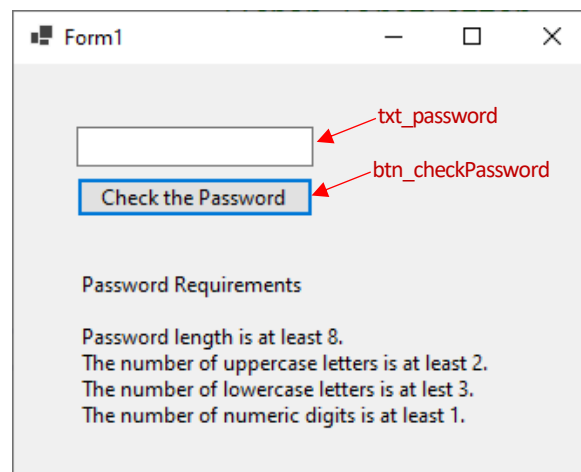 Form1
txt_password
btn_checkPassword
Check the Password
Password Requirements
Password length is at least 8.
The number of uppercase letters is at least 2.
The number of lowercase letters is at lest 3.
The number of numeric digits is at least 1.